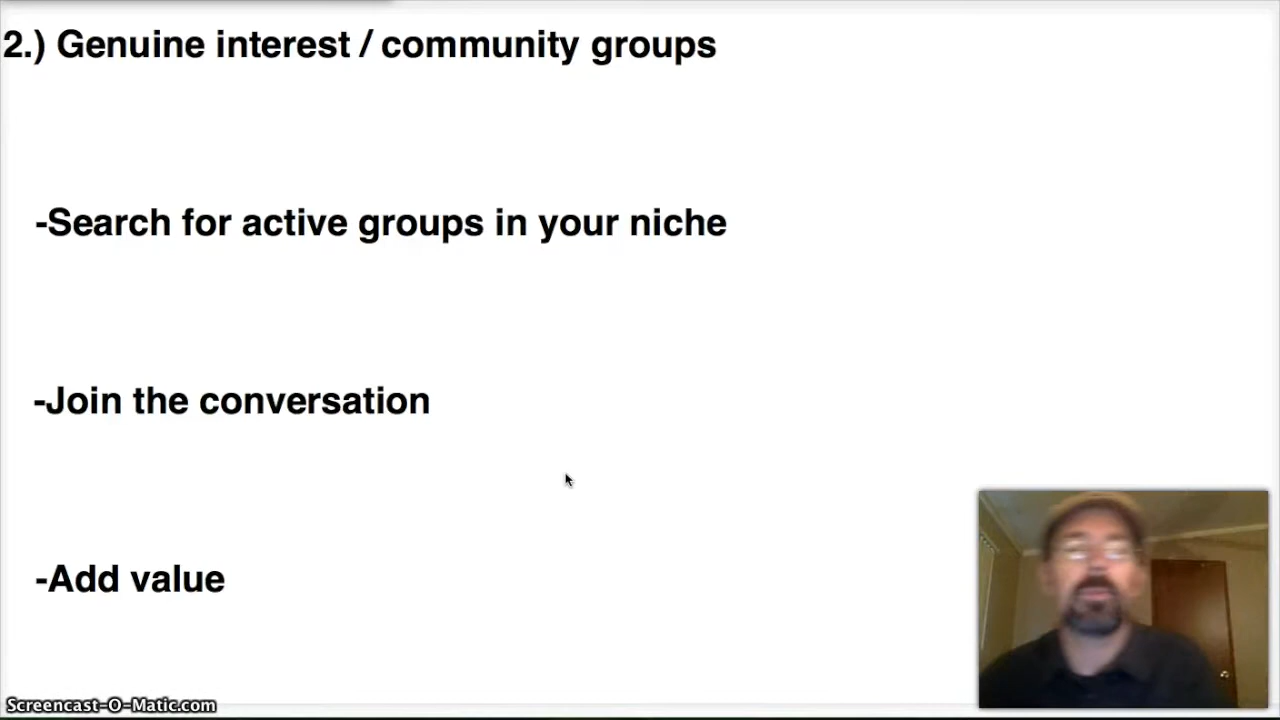 2.) Genuine interest / community groups
-Search for active groups in your niche
-Join the conversation
-Add value
Screencast-O-Matic.com